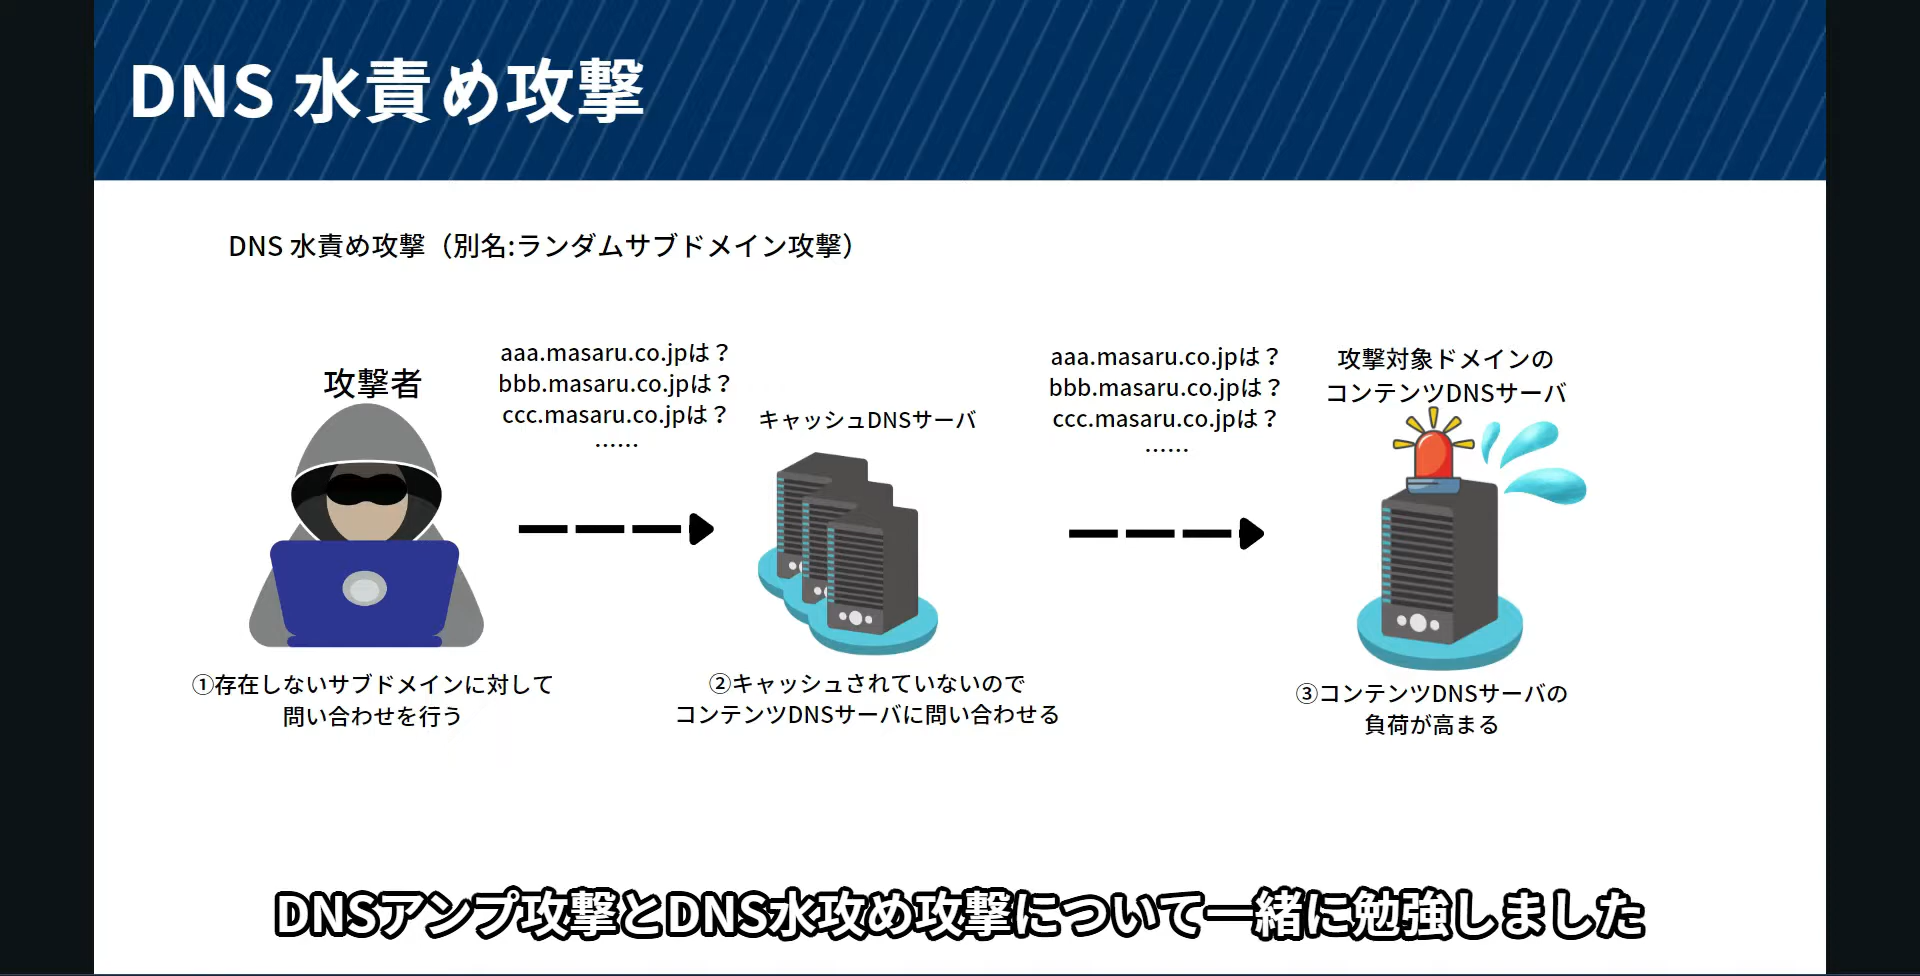 DNS 水責め攻撃
DNS 水責め攻撃（別名:ランダムサブドメイン攻撃）
攻撃者
aaa.masaru.co.jpは？
bbb.masaru.co.jpは？
ccc.masaru.co.jpは？
……
キャッシュDNSサーバ
aaa.masaru.co.jpは？
bbb.masaru.co.jpは？
ccc.masaru.co.jpは？
……
攻撃対象ドメインの
コンテンツDNSサーバ
①存在しないサブドメインに対して
問い合わせを行う
②キャッシュされていないので
コンテンツDNSサーバに問い合わせる
③コンテンツDNSサーバの
負荷が高まる
DNSアンプ攻撃とDNS水攻め攻撃について一緒に勉強しました